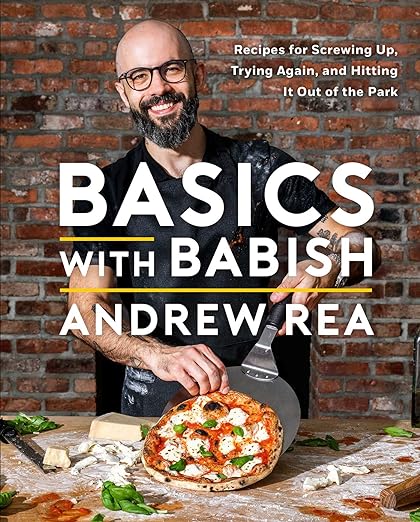 Recipes for Screwing Up,
Trying Again, and Hitting
It Out of the Park
BASICS
WITH BABISH
ANDREW REA